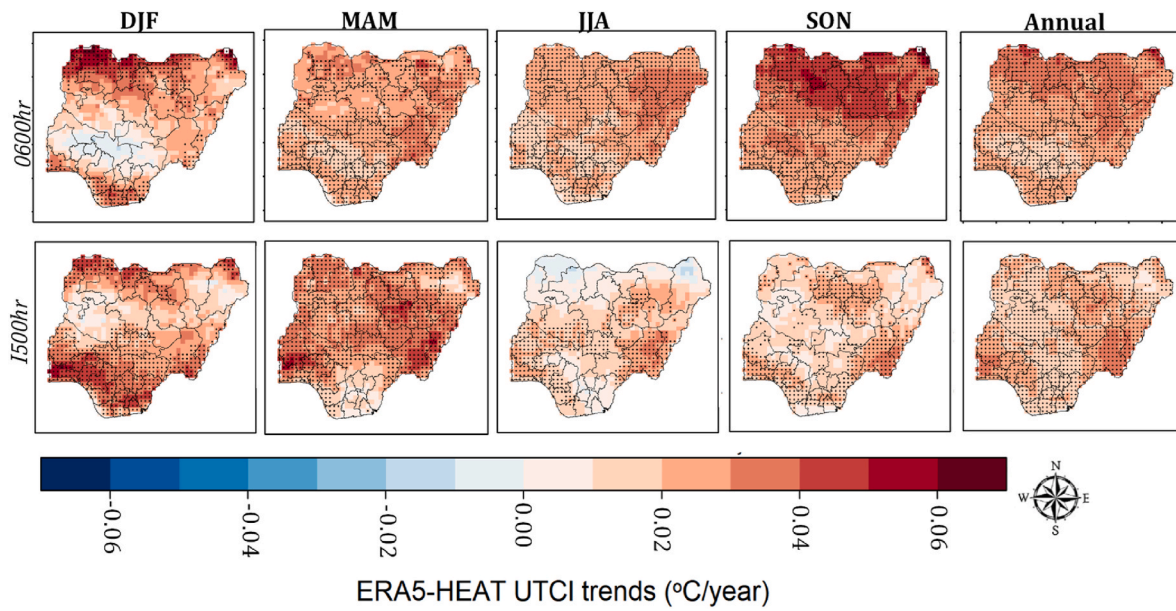 DJF MAM JJA SON Annual
0600hr
I500hr
-0.06 -0.04 -0.02 0.00 0.02 0.04 0.06
N
W E
S
ERA5-HEAT UTCI trends (ºC/year)